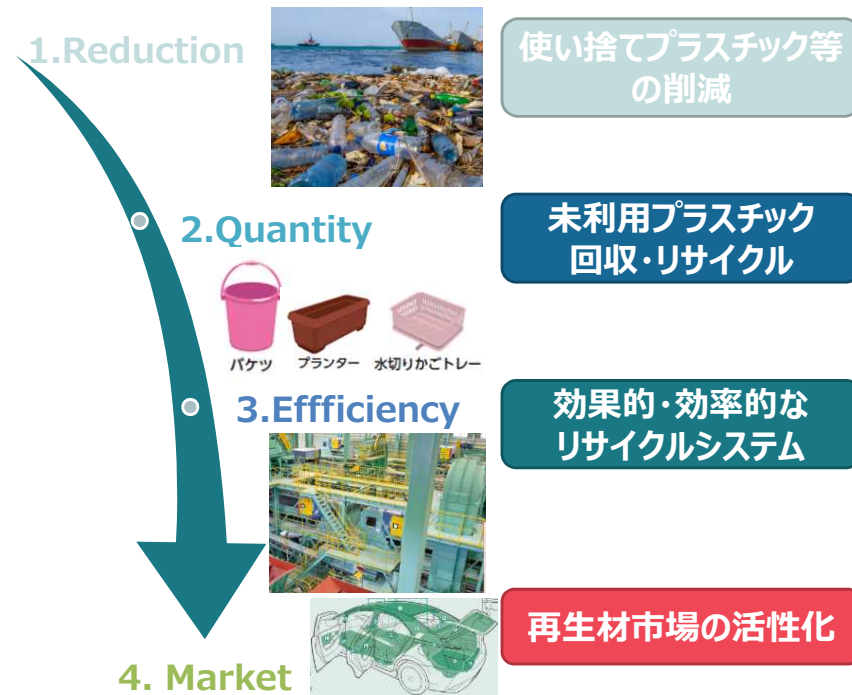 1.Reduction
使い捨てプラスチック等
の削減
2.Quantity
未利用プラスチック
回収・リサイクル
バケツ
プランター
水切りかごトレー
3.Effficiency
効果的・効率的な
リサイクルシステム
4. Market
再生材市場の活性化